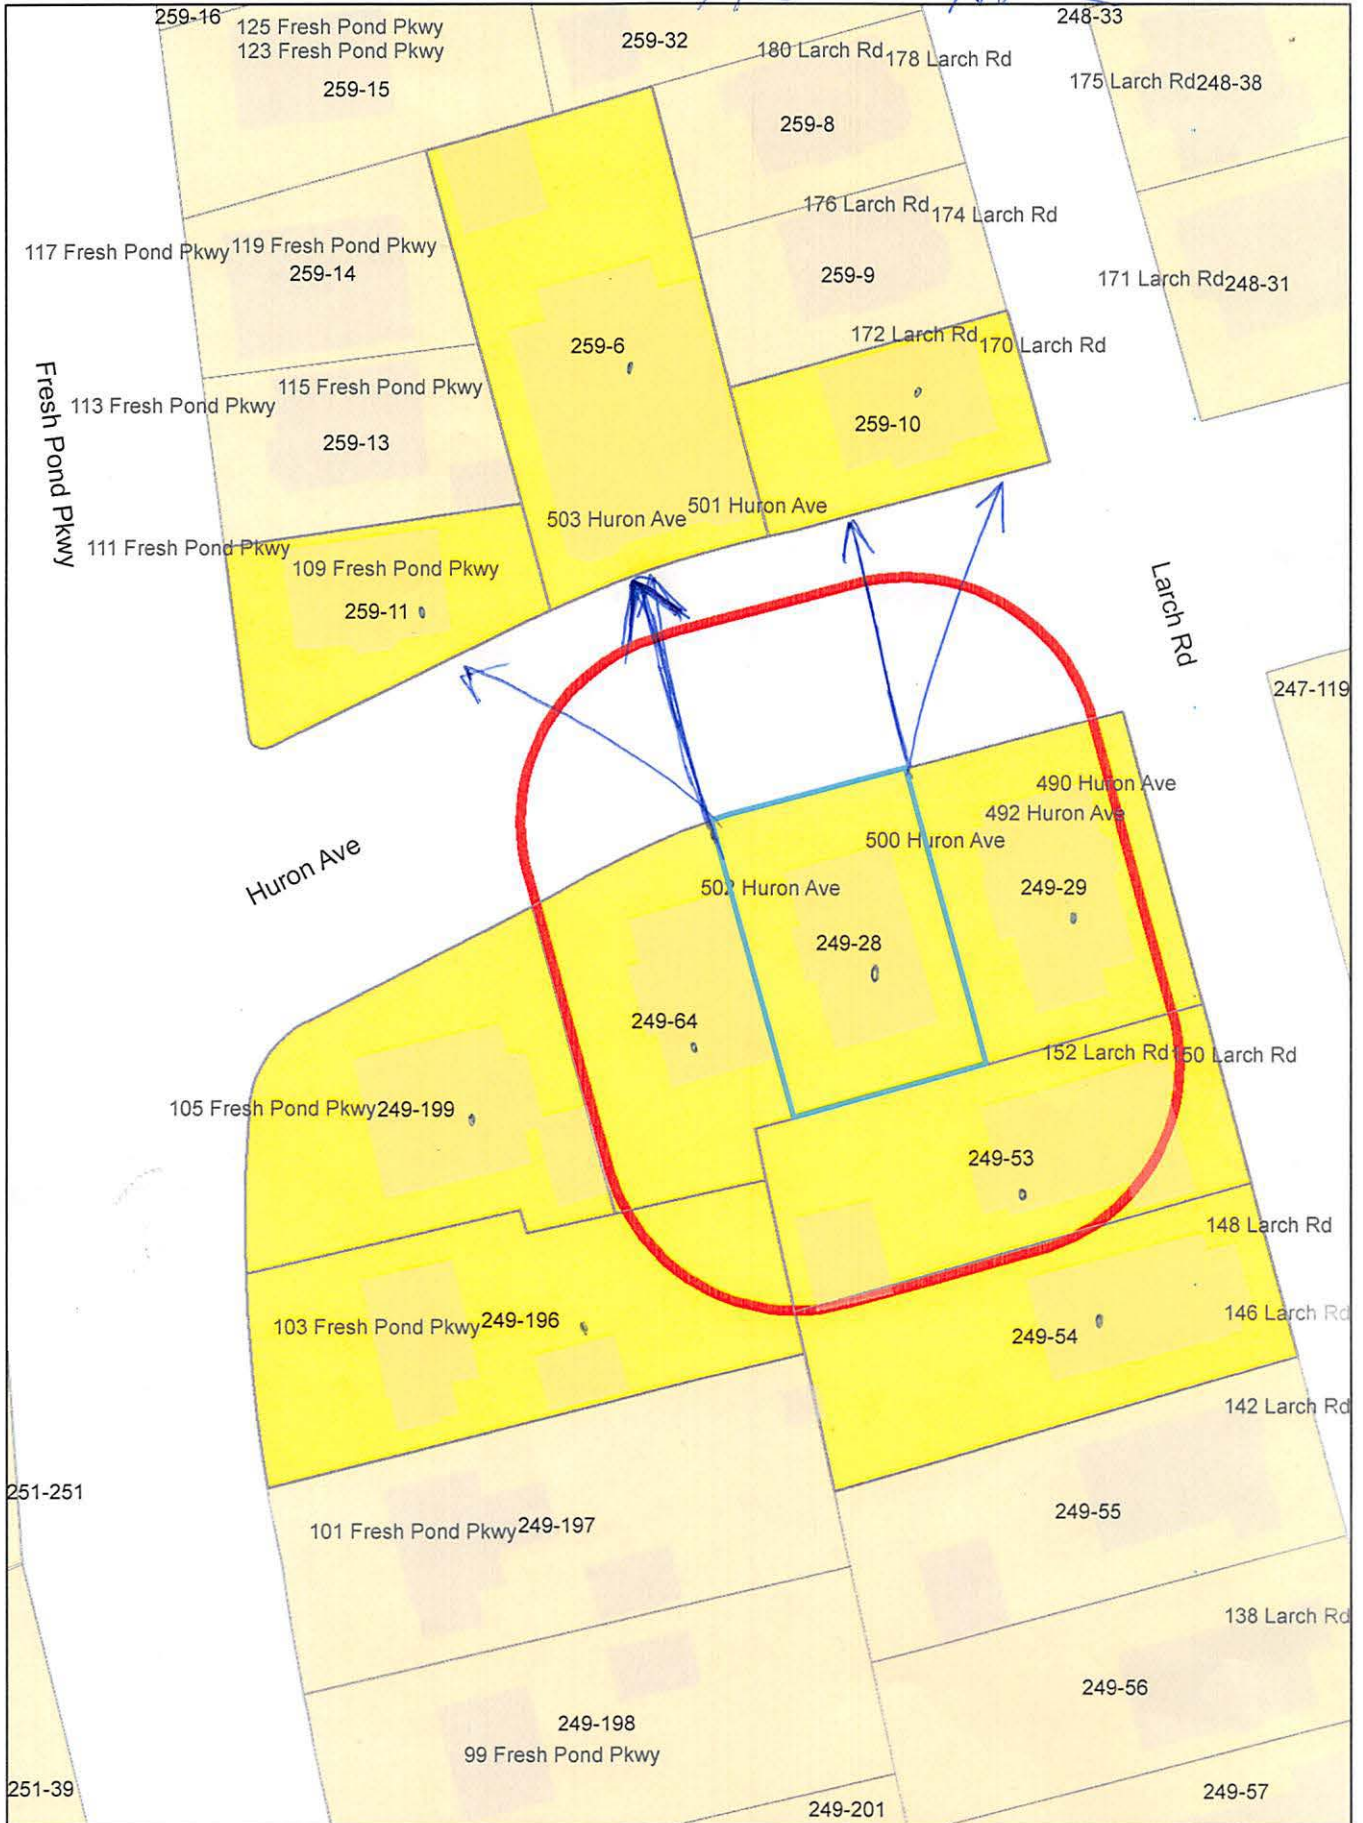 259-16
125 Fresh Pond Pkwy
123 Fresh Pond Pkwy
259-15
259-32
180 Larch Rd
178 Larch Rd
259-8
248-33
175 Larch Rd
248-38
176 Larch Rd
174 Larch Rd
117 Fresh Pond Pkwy
119 Fresh Pond Pkwy
259-14
259-9
171 Larch Rd
248-31
259-6
172 Larch Rd
170 Larch Rd
Fresh Pond Pkwy
115 Fresh Pond Pkwy
113 Fresh Pond Pkwy
259-13
259-10
503 Huron Ave
501 Huron Ave
111 Fresh Pond Pkwy
109 Fresh Pond Pkwy
259-11
Larch Rd
247-119
Huron Ave
490 Huron Ave
492 Huron Ave
500 Huron Ave
502 Huron Ave
249-29
249-28
249-64
152 Larch Rd
150 Larch Rd
105 Fresh Pond Pkwy
249-199
249-53
148 Larch Rd
103 Fresh Pond Pkwy
249-196
146 Larch Rd
249-54
142 Larch Rd
251-251
101 Fresh Pond Pkwy
249-197
249-55
138 Larch Rd
249-56
249-198
99 Fresh Pond Pkwy
251-39
249-57
249-201